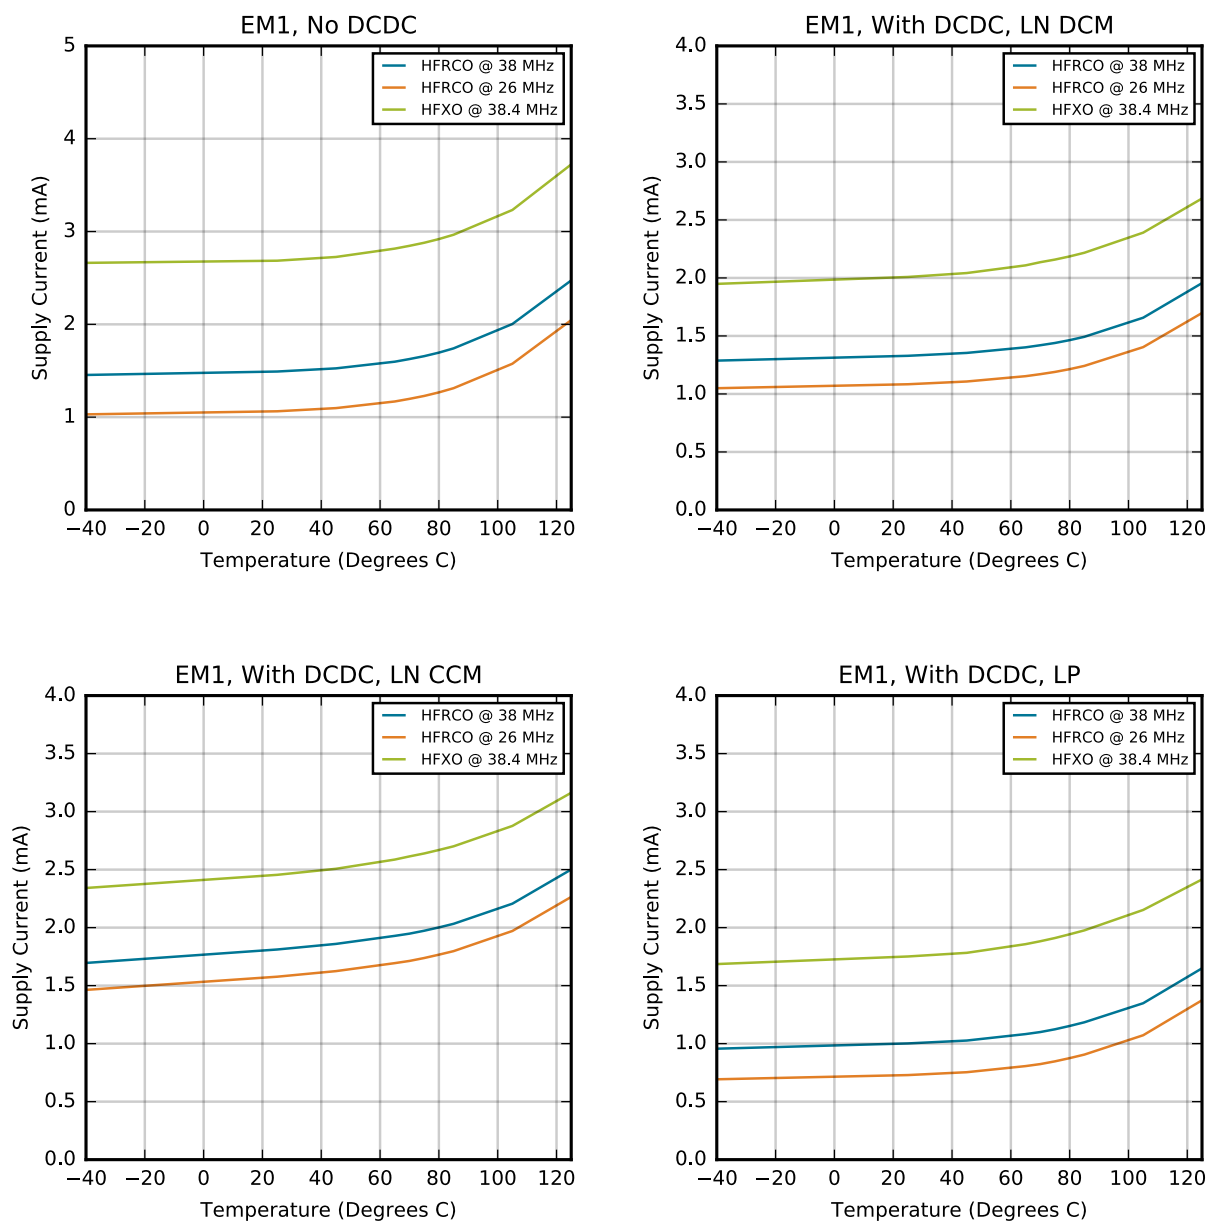 EM1, No DCDC
5
4
3
2
1
0
Supply Current (mA)
HFRCO @ 38 MHz
HFRCO @ 26 MHz
HFXO @ 38.4 MHz
−40 −20 0 20 40 60 80 100 120
Temperature (Degrees C)
EM1, With DCDC, LN DCM
4.0
3.5
3.0
2.5
2.0
1.5
1.0
0.5
0.0
Supply Current (mA)
HFRCO @ 38 MHz
HFRCO @ 26 MHz
HFXO @ 38.4 MHz
−40 −20 0 20 40 60 80 100 120
Temperature (Degrees C)
EM1, With DCDC, LN CCM
4.0
3.5
3.0
2.5
2.0
1.5
1.0
0.5
0.0
Supply Current (mA)
HFRCO @ 38 MHz
HFRCO @ 26 MHz
HFXO @ 38.4 MHz
−40 −20 0 20 40 60 80 100 120
Temperature (Degrees C)
EM1, With DCDC, LP
4.0
3.5
3.0
2.5
2.0
1.5
1.0
0.5
0.0
Supply Current (mA)
HFRCO @ 38 MHz
HFRCO @ 26 MHz
HFXO @ 38.4 MHz
−40 −20 0 20 40 60 80 100 120
Temperature (Degrees C)